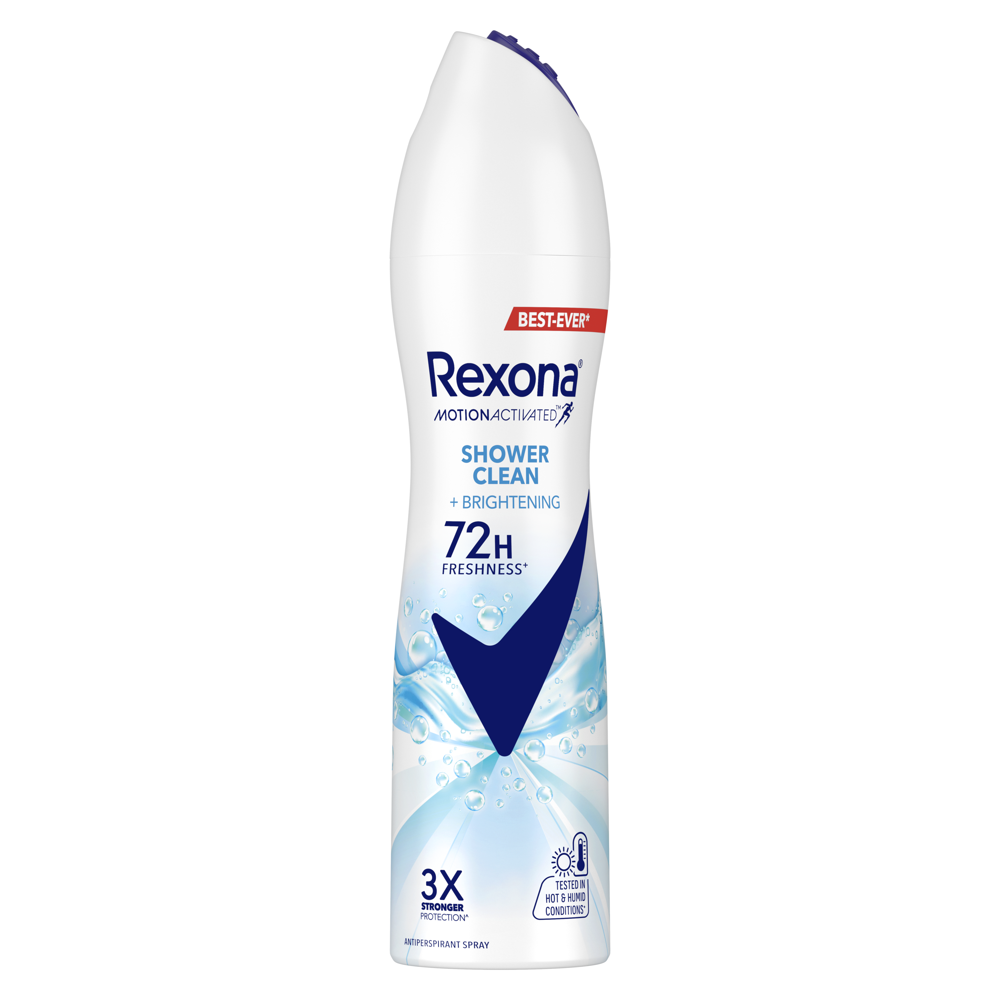 BEST-EVER*
Rexona®
MOTIONACTIVATED™
SHOWER
CLEAN
+ BRIGHTENING
72H
FRESHNESS+
3X
STRONGER
PROTECTION^
TESTED IN
HOT & HUMID
CONDITIONS+
ANTIPERSPIRANT SPRAY